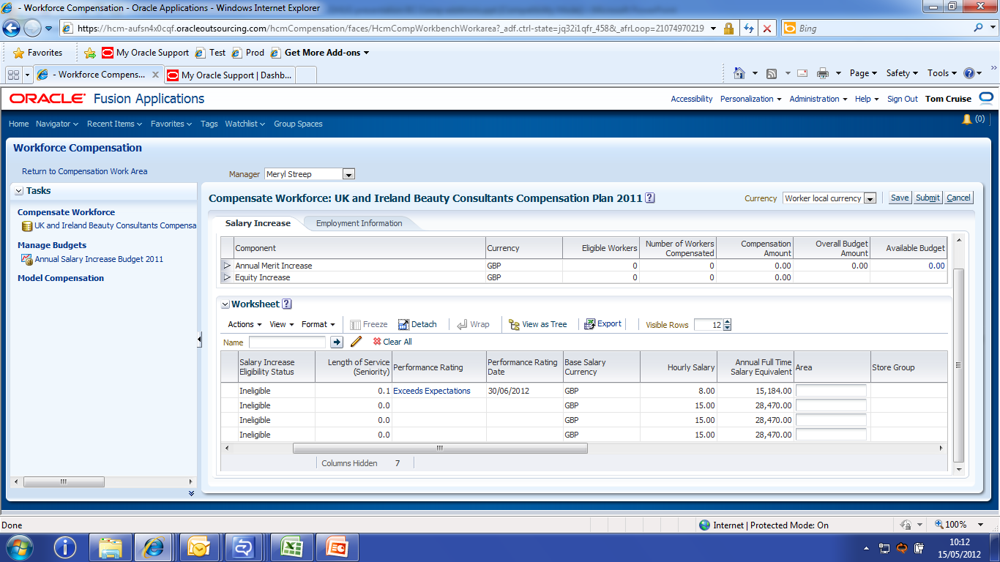 - Workforce Compensation - Oracle Applications - Windows Internet Explorer
https://hcm-aufsn4x0cqf.oracleoutsourcing.com/hcmCompensation/faces/HcmCompWorkbenchWorkarea?_adf.ctrl-state=jq32i1qfr_458&_afrLoop=21074970219
Bing
Favorites My Oracle Support Test Prod Get More Add-ons
- Workforce Compens... My Oracle Support | Dashb...
Page Safety Tools
ORACLE Fusion Applications
Accessibility Personalization Administration Help Sign Out Tom Cruise
Home Navigator Recent Items Favorites Tags Watchlist Group Spaces (0)
Workforce Compensation
Return to Compensation Work Area
Manager Meryl Streep
Tasks
Compensate Workforce
UK and Ireland Beauty Consultants Compensa
Manage Budgets
Annual Salary Increase Budget 2011
Model Compensation
Compensate Workforce: UK and Ireland Beauty Consultants Compensation Plan 2011 ?
Currency Worker local currency Save Submit Cancel
Salary Increase Employment Information
Component Currency Eligible Workers Number of Workers Compensated Compensation Amount Overall Budget Amount Available Budget
Annual Merit Increase GBP 0 0 0.00 0.00 0.00
Equity Increase GBP 0 0 0.00
Worksheet ?
Actions View Format Freeze Detach Wrap View as Tree Export Visible Rows 12
Name Clear All
Salary Increase Eligibility Status Length of Service (Seniority) Performance Rating Performance Rating Date Base Salary Currency Hourly Salary Annual Full Time Salary Equivalent Area Store Group
Ineligible 0.1 Exceeds Expectations 30/06/2012 GBP 8.00 15,184.00
Ineligible 0.0 GBP 15.00 28,470.00
Ineligible 0.0 GBP 15.00 28,470.00
Ineligible 0.0 GBP 15.00 28,470.00
Columns Hidden 7
Done Internet | Protected Mode: On 100%
10:12
15/05/2012